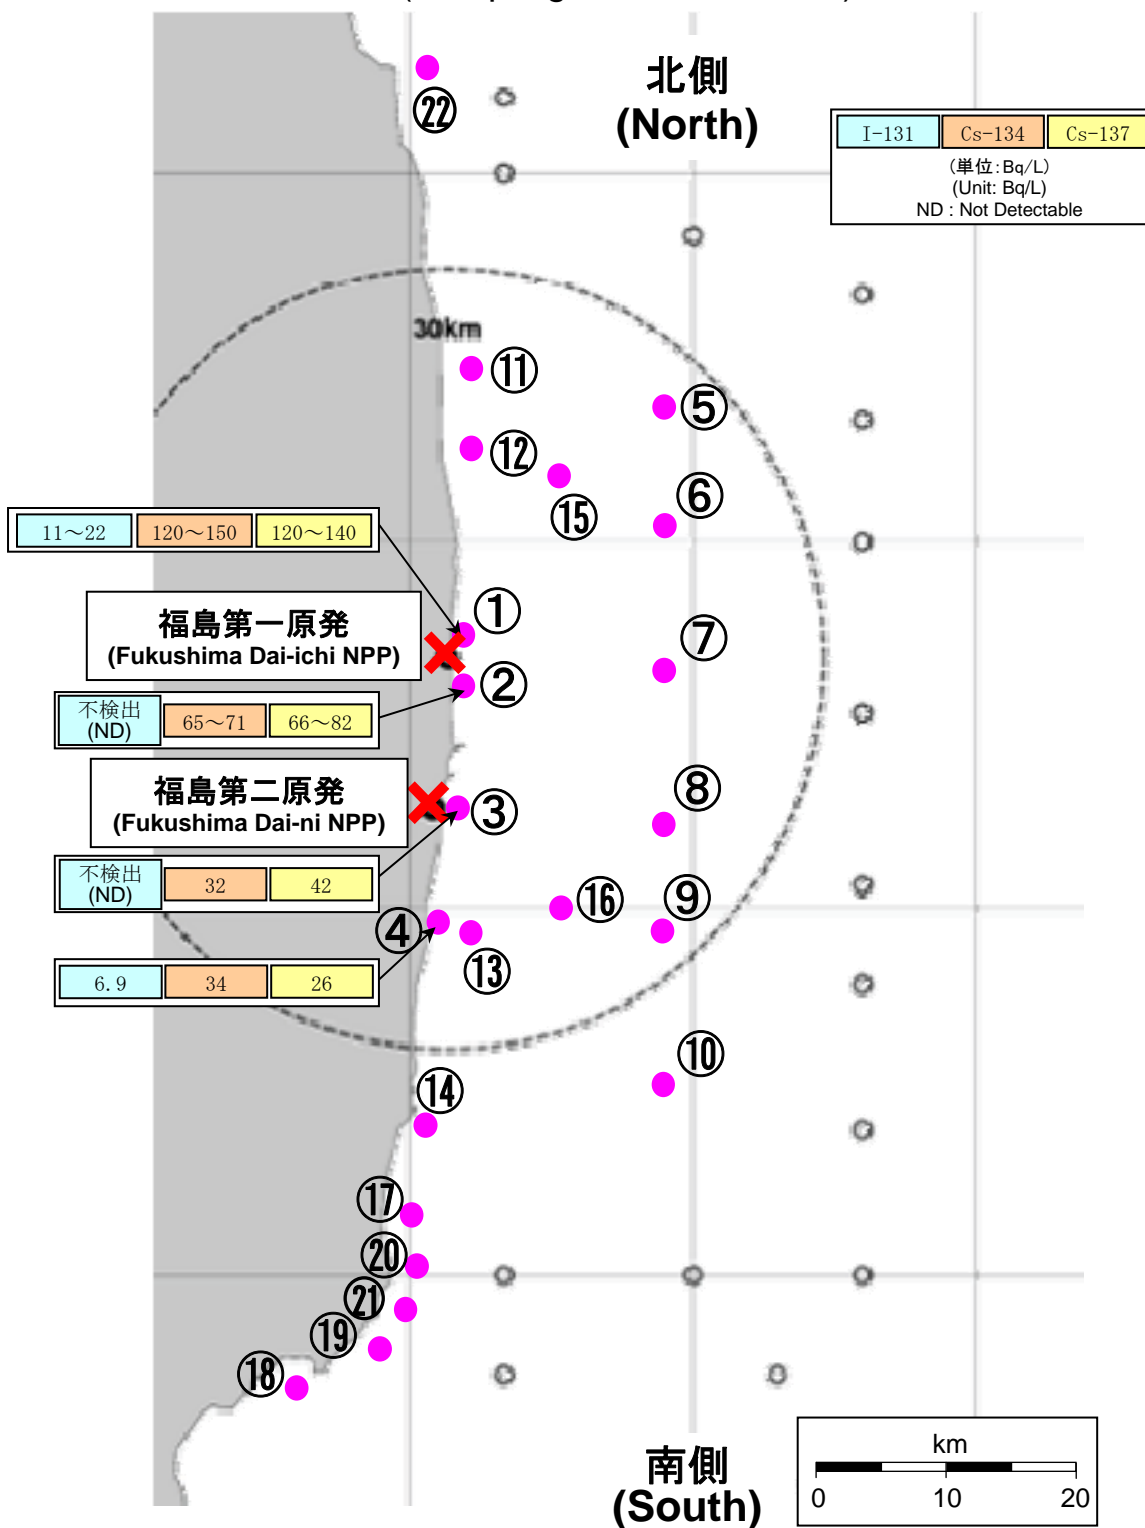 北側
(North)
I-131 Cs-134 Cs-137
(単位:Bq/L)
(Unit: Bq/L)
ND : Not Detectable
㉒
30km
⑪
⑤
⑫
⑮
⑥
11～22 120～150 120～140
①
福島第一原発
(Fukushima Dai-ichi NPP)
⑦
②
不検出
(ND) 65～71 66～82
福島第二原発
(Fukushima Dai-ni NPP)
⑧
③
不検出
(ND) 32 42
⑯
⑨
④
⑬
6.9 34 26
⑩
⑭
⑰
⑳
㉑
⑲
⑱
南側
(South)
km
0 10 20